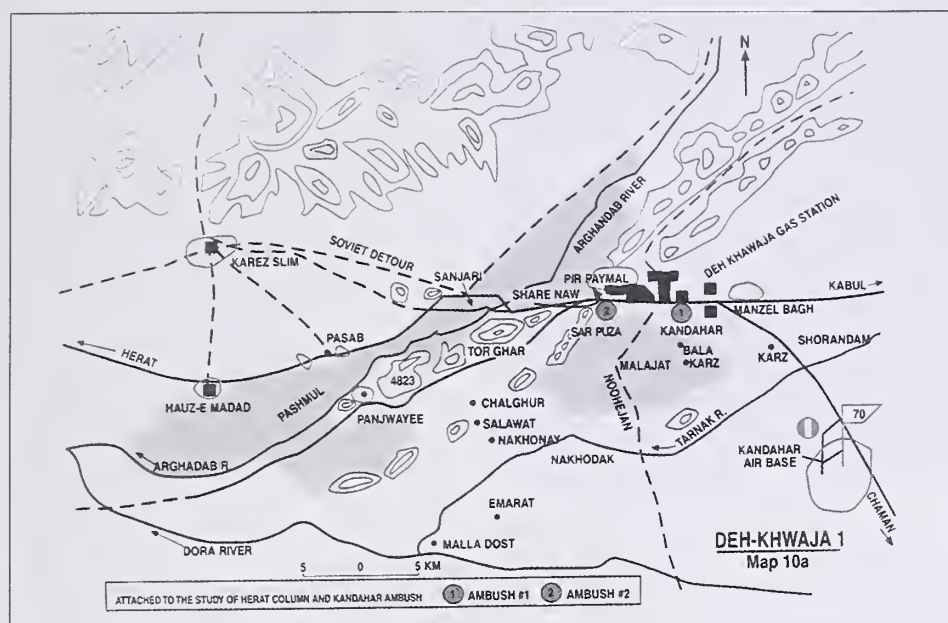 N
ARGHANDAB RIVER
DEH KHAWAJA GAS STATION
SOVIET DETOUR
KAREZ SLIM
SANJARI
PIR PAYMAL
SHARE NAW
KABUL
MANZEL BAGH
2
1
SAR PUZA
KANDAHAR
PASAB
HERAT
TOR GHAR
SHORANDAM
BALA
KARZ
KARZ
MALAJAT
4823
PASHMUL
HAUZ-E MADAD
PANJWAYEE
CHALGHUR
NOOHEJAN
SALAWAT
NAKHONAY
TARNAK R.
70
KANDAHAR
AIR BASE
NAKHODAK
ARGHADAB R.
CHAMAN
EMARAT
DORA RIVER
MALLA DOST
DEH-KHWAJA 1
Map 10a
5 0 5 KM
ATTACHED TO THE STUDY OF HERAT COLUMN AND KANDAHAR AMBUSH 1 AMBUSH #1 2 AMBUSH #2